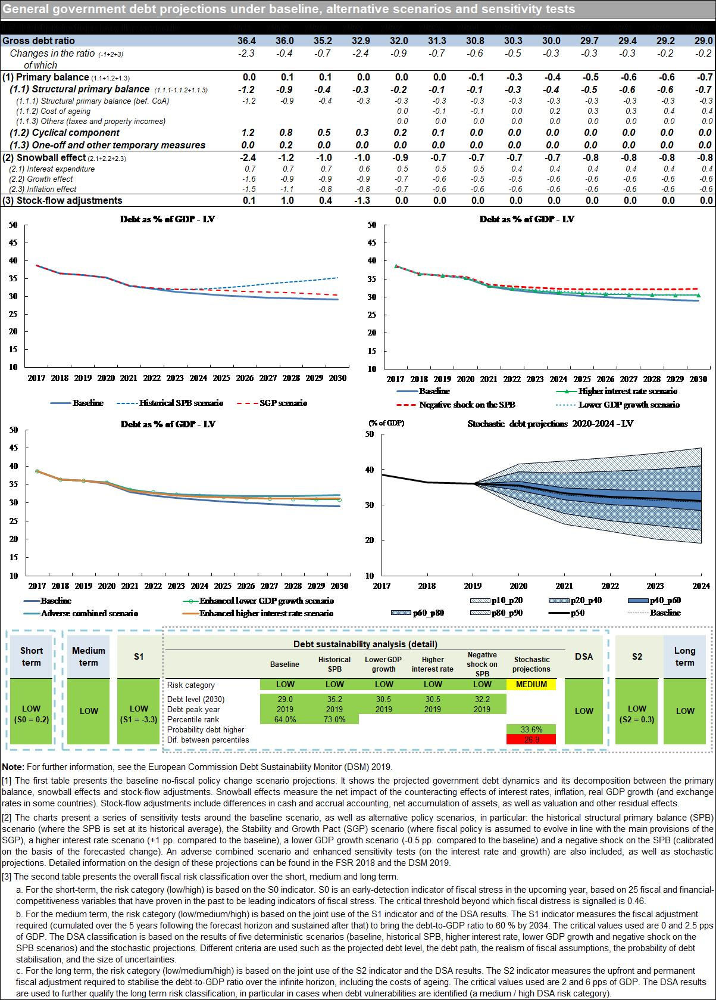 General government debt projections under baseline, alternative scenarios and sensitivity tests
Gross debt ratio 36.4 36.0 35.2 32.9 32.0 31.3 30.8 30.3 30.0 29.7 29.4 29.2 29.0
Changes in the ratio (-1+2+3) -2.3 -0.4 -0.7 -2.4 -0.9 -0.7 -0.6 -0.5 -0.3 -0.3 -0.3 -0.2 -0.2
of which
(1) Primary balance (1.1+1.2+1.3) 0.0 0.1 0.1 0.0 0.0 0.0 -0.1 -0.3 -0.4 -0.5 -0.6 -0.6 -0.7
(1.1) Structural primary balance (1.1.1-1.1.2+1.1.3) -1.2 -0.9 -0.4 -0.3 -0.2 -0.1 -0.1 -0.3 -0.4 -0.5 -0.6 -0.6 -0.7
(1.1.1) Structural primary balance (bef. CoA) -1.2 -0.9 -0.4 -0.3 -0.3 -0.3 -0.3 -0.3 -0.3 -0.3 -0.3 -0.3 -0.3
(1.1.2) Cost of ageing 0.0 -0.1 -0.1 0.0 0.2 0.3 0.3 0.4 0.4
(1.1.3) Others (taxes and property incomes) 0.0 0.0 0.0 0.0 0.0 0.0 0.0 0.0 0.0
(1.2) Cyclical component 1.2 0.8 0.5 0.3 0.2 0.1 0.0 0.0 0.0 0.0 0.0 0.0 0.0
(1.3) One-off and other temporary measures 0.0 0.2 0.0 0.0 0.0 0.0 0.0 0.0 0.0 0.0 0.0 0.0 0.0
(2) Snowball effect (2.1+2.2+2.3) -2.4 -1.2 -1.0 -1.0 -0.9 -0.7 -0.7 -0.7 -0.7 -0.8 -0.8 -0.8 -0.8
(2.1) Interest expenditure 0.7 0.7 0.7 0.6 0.5 0.5 0.5 0.4 0.4 0.4 0.4 0.4 0.4
(2.2) Growth effect -1.6 -0.9 -0.9 -0.9 -0.7 -0.6 -0.5 -0.5 -0.6 -0.6 -0.6 -0.6 -0.6
(2.3) Inflation effect -1.5 -1.1 -0.8 -0.8 -0.7 -0.6 -0.6 -0.6 -0.6 -0.6 -0.6 -0.6 -0.6
(3) Stock-flow adjustments 0.1 1.0 0.4 -1.3 0.0 0.0 0.0 0.0 0.0 0.0 0.0 0.0 0.0
Debt as % of GDP - LV
50
45
40
35
30
25
20
15
10
2017 2018 2019 2020 2021 2022 2023 2024 2025 2026 2027 2028 2029 2030
Baseline Historical SPB scenario SGP scenario
Debt as % of GDP - LV
50
45
40
35
30
25
20
15
10
2017 2018 2019 2020 2021 2022 2023 2024 2025 2026 2027 2028 2029 2030
Baseline Higher interest rate scenario
Negative shock on the SPB Lower GDP growth scenario
Debt as % of GDP - LV
50
45
40
35
30
25
20
15
10
2017 2018 2019 2020 2021 2022 2023 2024 2025 2026 2027 2028 2029 2030
Baseline Enhanced lower GDP growth scenario
Adverse combined scenario Enhanced higher interest rate scenario
(% of GDP) Stochastic debt projections 2020-2024 - LV
50
40
30
20
10
2017 2018 2019 2020 2021 2022 2023 2024
p10_p20 p20_p40 p40_p60
p60_p80 p80_p90 p50 Baseline
Short term
LOW
(S0 = 0.2)
Medium term
LOW
S1
LOW
(S1 = -3.3)
Debt sustainability analysis (detail)
Baseline Historical SPB Lower GDP growth Higher interest rate Negative shock on SPB Stochastic projections
Risk category LOW LOW LOW LOW LOW MEDIUM
Debt level (2030) 29.0 35.2 30.5 30.5 32.2
Debt peak year 2019 2019 2019 2019 2019
Percentile rank 64.0% 73.0%
Probability debt higher 33.6%
Dif. between percentiles 26.9
DSA
LOW
S2
LOW
(S2 = 0.3)
Long term
LOW
Note: For further information, see the European Commission Debt Sustainability Monitor (DSM) 2019.
[1] The first table presents the baseline no-fiscal policy change scenario projections. It shows the projected government debt dynamics and its decomposition between the primary
balance, snowball effects and stock-flow adjustments. Snowball effects measure the net impact of the counteracting effects of interest rates, inflation, real GDP growth (and exchange
rates in some countries). Stock-flow adjustments include differences in cash and accrual accounting, net accumulation of assets, as well as valuation and other residual effects.
[2] The charts present a series of sensitivity tests around the baseline scenario, as well as alternative policy scenarios, in particular: the historical structural primary balance (SPB)
scenario (where the SPB is set at its historical average), the Stability and Growth Pact (SGP) scenario (where fiscal policy is assumed to evolve in line with the main provisions of the
SGP), a higher interest rate scenario (+1 pp. compared to the baseline), a lower GDP growth scenario (-0.5 pp. compared to the baseline) and a negative shock on the SPB (calibrated
on the basis of the forecasted change). An adverse combined scenario and enhanced sensitivity tests (on the interest rate and growth) are also included, as well as stochastic
projections. Detailed information on the design of these projections can be found in the FSR 2018 and the DSM 2019.
[3] The second table presents the overall fiscal risk classification over the short, medium and long term.
a. For the short-term, the risk category (low/high) is based on the S0 indicator. S0 is an early-detection indicator of fiscal stress in the upcoming year, based on 25 fiscal and financial-
competitiveness variables that have proven in the past to be leading indicators of fiscal stress. The critical threshold beyond which fiscal distress is signalled is 0.46.
b. For the medium term, the risk category (low/medium/high) is based on the joint use of the S1 indicator and of the DSA results. The S1 indicator measures the fiscal adjustment
required (cumulated over the 5 years following the forecast horizon and sustained after that) to bring the debt-to-GDP ratio to 60 % by 2034. The critical values used are 0 and 2.5 pps
of GDP. The DSA classification is based on the results of five deterministic scenarios (baseline, historical SPB, higher interest rate, lower GDP growth and negative shock on the
SPB scenarios) and the stochastic projections. Different criteria are used such as the projected debt level, the debt path, the realism of fiscal assumptions, the probability of debt
stabilisation, and the size of uncertainties.
c. For the long term, the risk category (low/medium/high) is based on the joint use of the S2 indicator and the DSA results. The S2 indicator measures the upfront and permanent
fiscal adjustment required to stabilise the debt-to-GDP ratio over the infinite horizon, including the costs of ageing. The critical values used are 2 and 6 pps of GDP. The DSA results
are used to further qualify the long term risk classification, in particular in cases when debt vulnerabilities are identified (a medium / high DSA risk category).